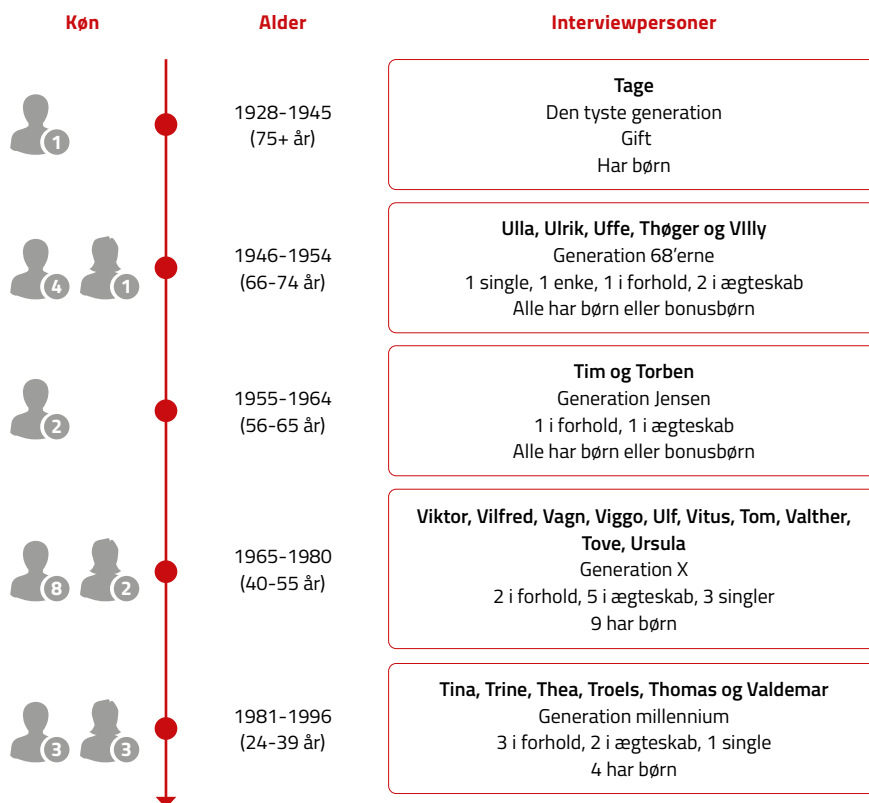 Køn Alder Interviewpersoner
1
1928-1945
(75+ år)
Tage
Den tyste generation
Gift
Har børn
4 1
1946-1954
(66-74 år)
Ulla, Ulrik, Uffe, Thøger og VIlly
Generation 68’erne
1 single, 1 enke, 1 i forhold, 2 i ægteskab
Alle har børn eller bonusbørn
2
1955-1964
(56-65 år)
Tim og Torben
Generation Jensen
1 i forhold, 1 i ægteskab
Alle har børn eller bonusbørn
8 2
1965-1980
(40-55 år)
Viktor, Vilfred, Vagn, Viggo, Ulf, Vitus, Tom, Valther,
Tove, Ursula
Generation X
2 i forhold, 5 i ægteskab, 3 singler
9 har børn
3 3
1981-1996
(24-39 år)
Tina, Trine, Thea, Troels, Thomas og Valdemar
Generation millennium
3 i forhold, 2 i ægteskab, 1 single
4 har børn